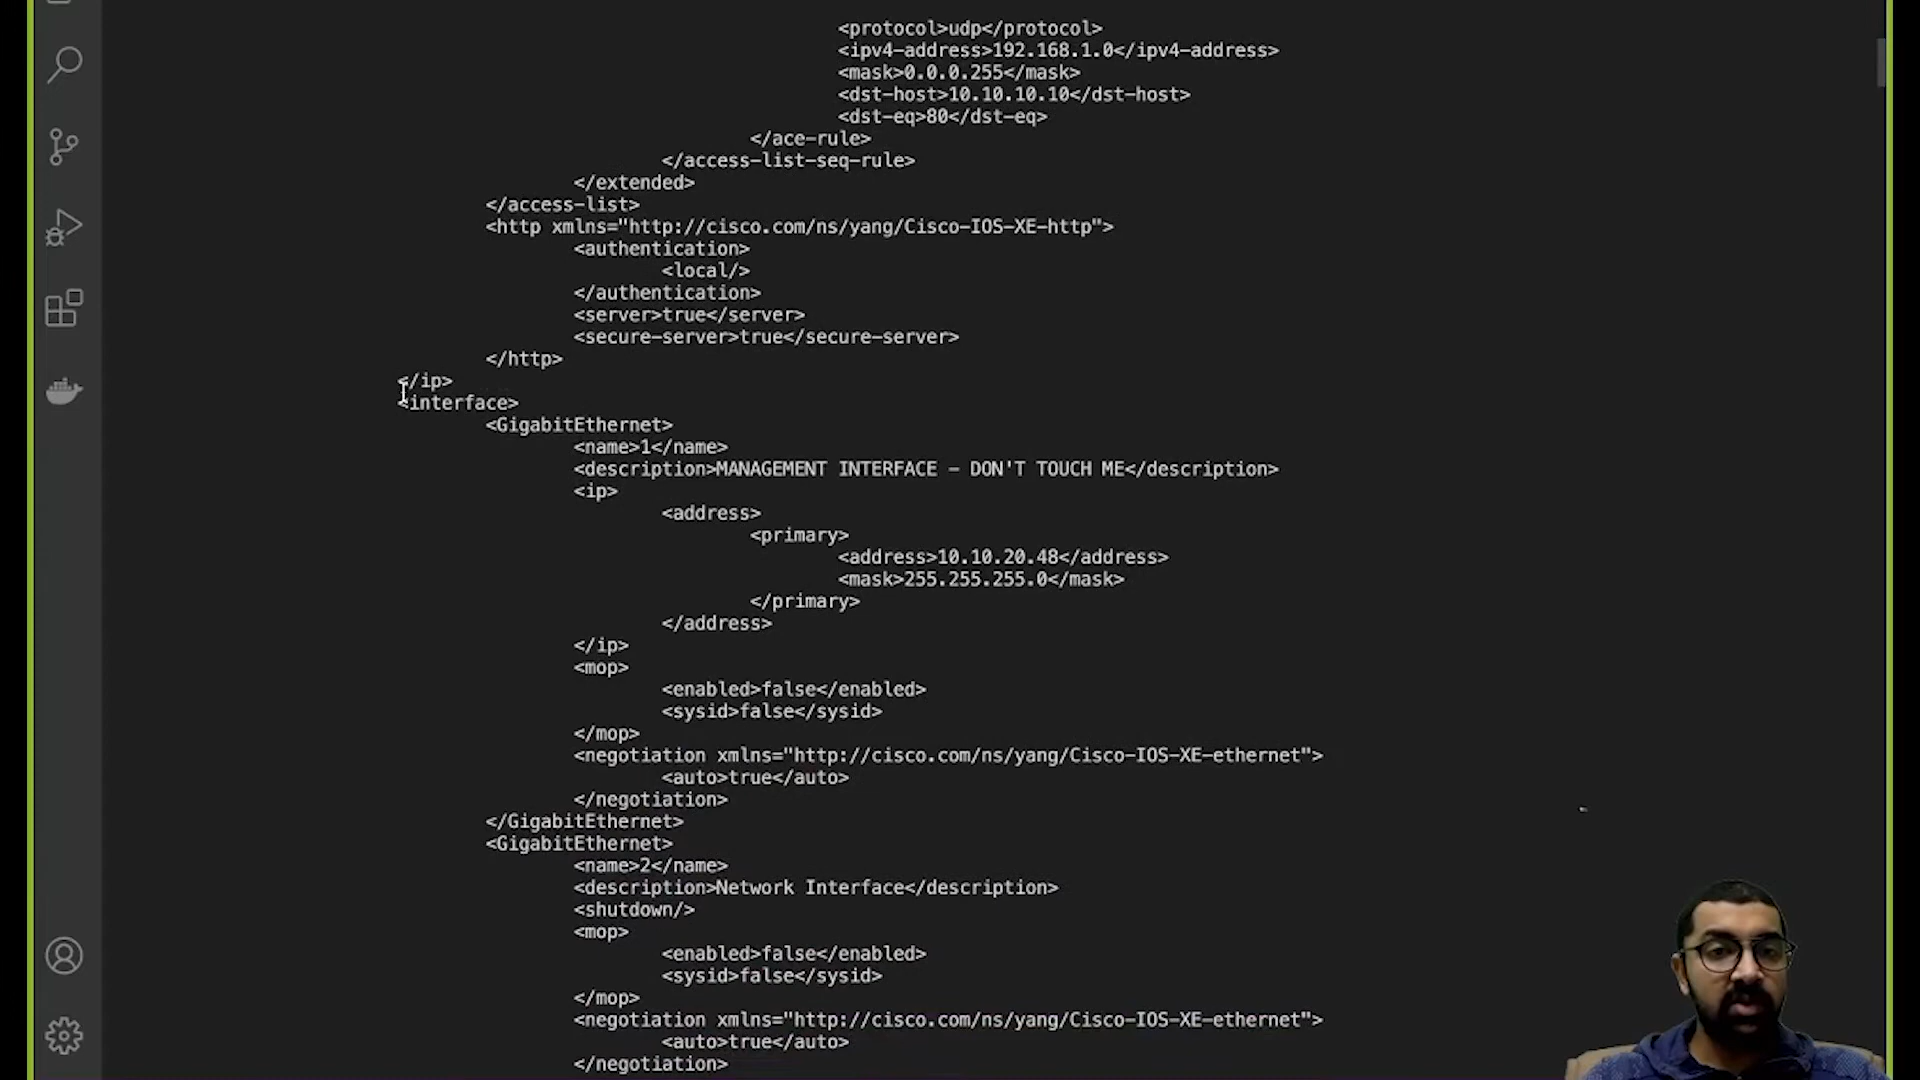 <protocol>udp</protocol>
<ipv4-address>192.168.1.0</ipv4-address>
<mask>0.0.0.255</mask>
<dst-host>10.10.10.10</dst-host>
<dst-eq>80</dst-eq>
</ace-rule>
</access-list-seq-rule>
</extended>
</access-list>
<http xmlns="http://cisco.com/ns/yang/Cisco-IOS-XE-http">
<authentication>
<local/>
</authentication>
<server>true</server>
<secure-server>true</secure-server>
</http>
</ip>
<interface>
<GigabitEthernet>
<name>1</name>
<description>MANAGEMENT INTERFACE - DON'T TOUCH ME</description>
<ip>
<address>
<primary>
<address>10.10.20.48</address>
<mask>255.255.255.0</mask>
</primary>
</address>
</ip>
<mop>
<enabled>false</enabled>
<sysid>false</sysid>
</mop>
<negotiation xmlns="http://cisco.com/ns/yang/Cisco-IOS-XE-ethernet">
<auto>true</auto>
</negotiation>
</GigabitEthernet>
<GigabitEthernet>
<name>2</name>
<description>Network Interface</description>
<shutdown/>
<mop>
<enabled>false</enabled>
<sysid>false</sysid>
</mop>
<negotiation xmlns="http://cisco.com/ns/yang/Cisco-IOS-XE-ethernet">
<auto>true</auto>
</negotiation>